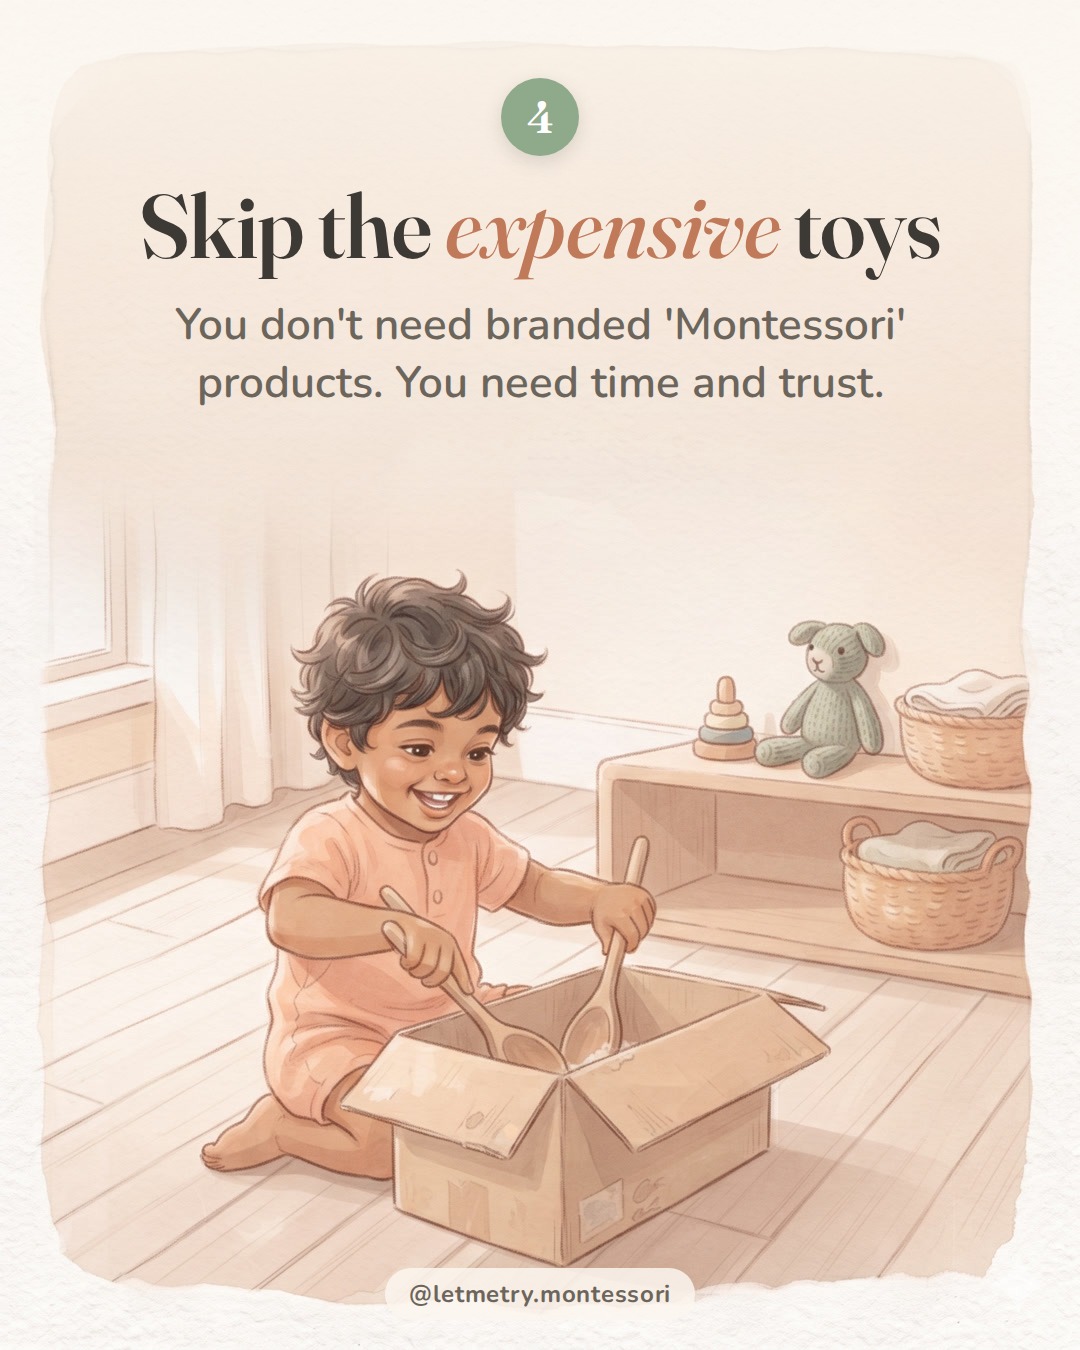 4
Skip the expensive toys
You don't need branded 'Montessori'
products. You need time and trust.
@letmetry.montessori